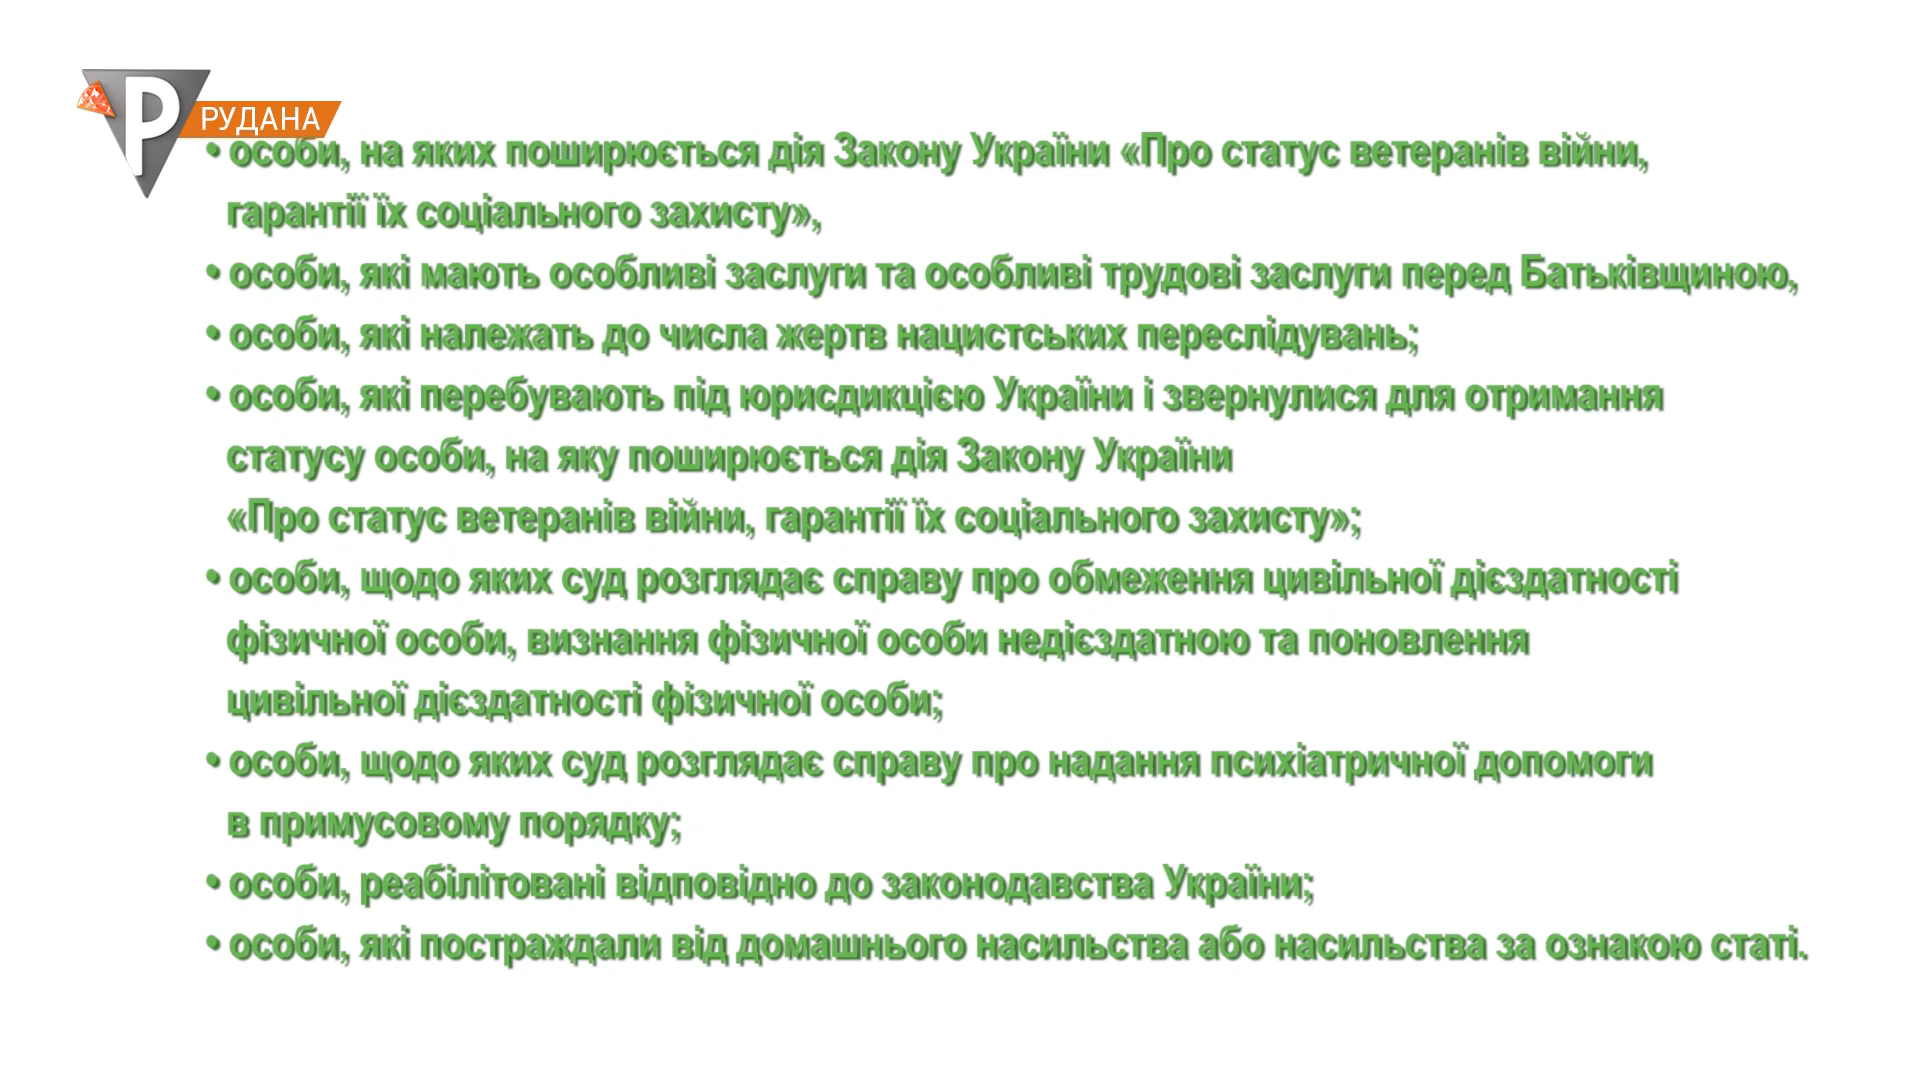 Р РУДАНА
• особи, на яких поширюється дія Закону України «Про статус ветеранів війни,
гарантії їх соціального захисту»,
• особи, які мають особливі заслуги та особливі трудові заслуги перед Батьківщиною,
• особи, які належать до числа жертв нацистських переслідувань;
• особи, які перебувають під юрисдикцією України і звернулися для отримання
статусу особи, на яку поширюється дія Закону України
«Про статус ветеранів війни, гарантії їх соціального захисту»;
• особи, щодо яких суд розглядає справу про обмеження цивільної дієздатності
фізичної особи, визнання фізичної особи недієздатною та поновлення
цивільної дієздатності фізичної особи;
• особи, щодо яких суд розглядає справу про надання психіатричної допомоги
в примусовому порядку;
• особи, реабілітовані відповідно до законодавства України;
• особи, які постраждали від домашнього насильства або насильства за ознакою статі.